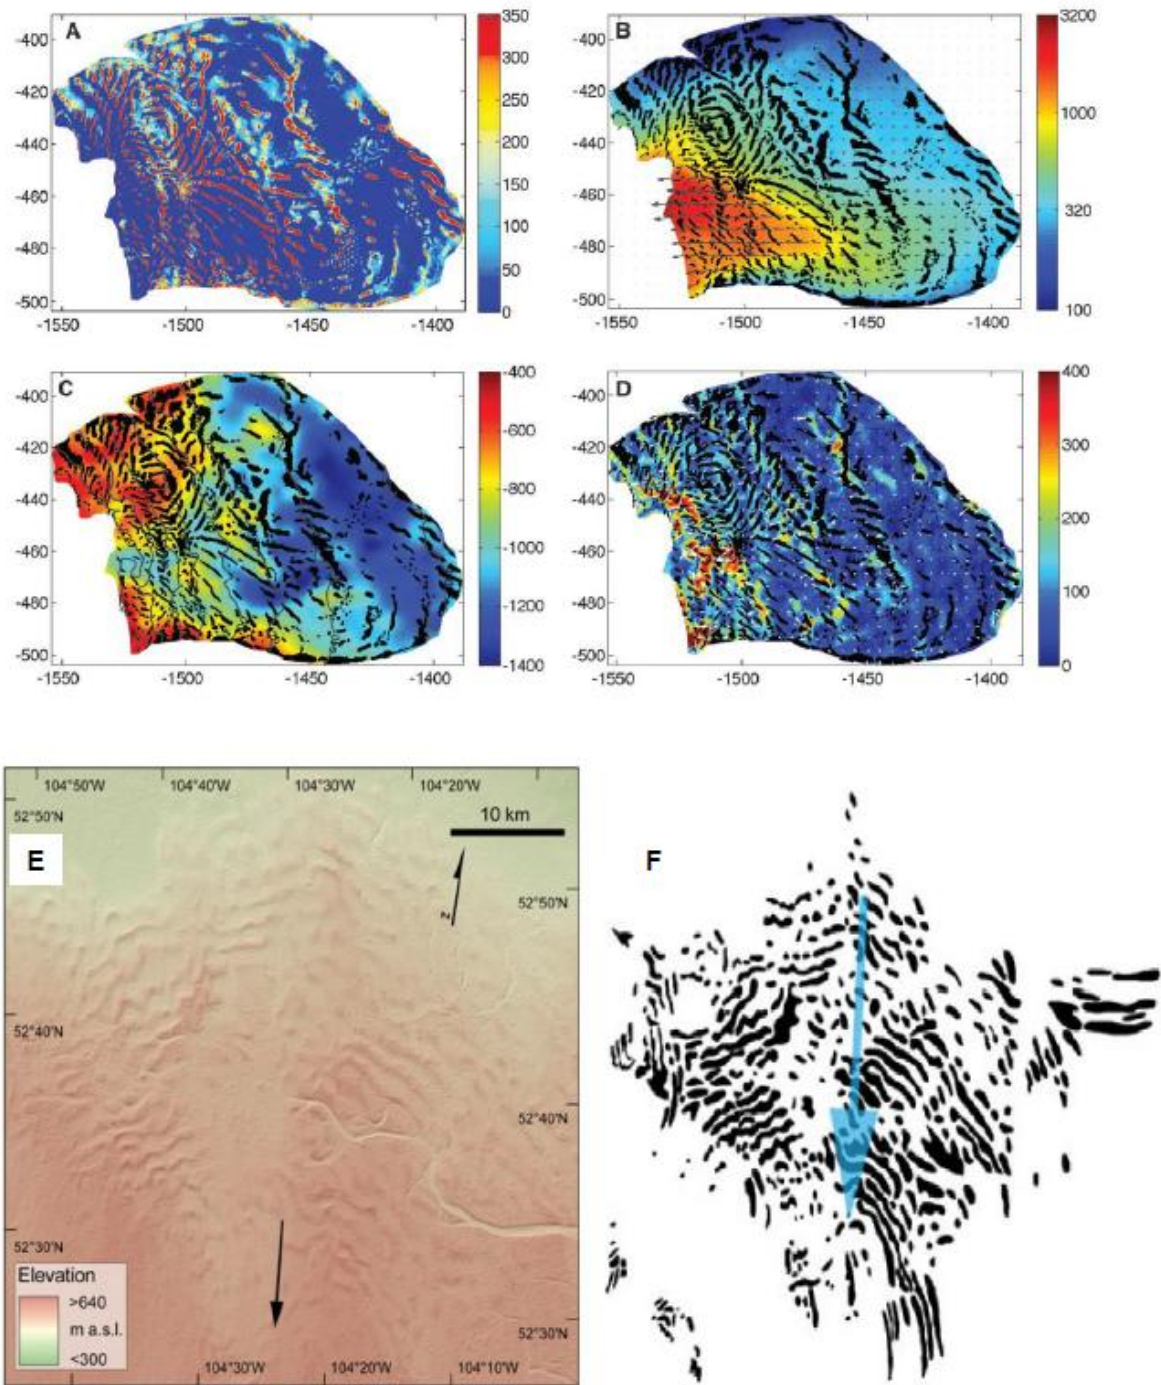 A
350
300
250
200
150
100
50
0
-400
-420
-440
-460
-480
-500
-1550
-1500
-1450
-1400
B
3200
1000
320
100
-400
-420
-440
-460
-480
-500
-1550
-1500
-1450
-1400
C
-400
-600
-800
-1000
-1200
-1400
-400
-420
-440
-460
-480
-500
-1550
-1500
-1450
-1400
D
400
300
200
100
0
-400
-420
-440
-460
-480
-500
-1550
-1500
-1450
-1400
104°50'W
104°40'W
104°30'W
104°20'W
52°50'N
10 km
E
52°50'N
N
52°40'N
52°40'N
52°30'N
Elevation
>640
m a.s.l.
<300
52°30'N
104°30'W
104°20'W
104°10'W
F